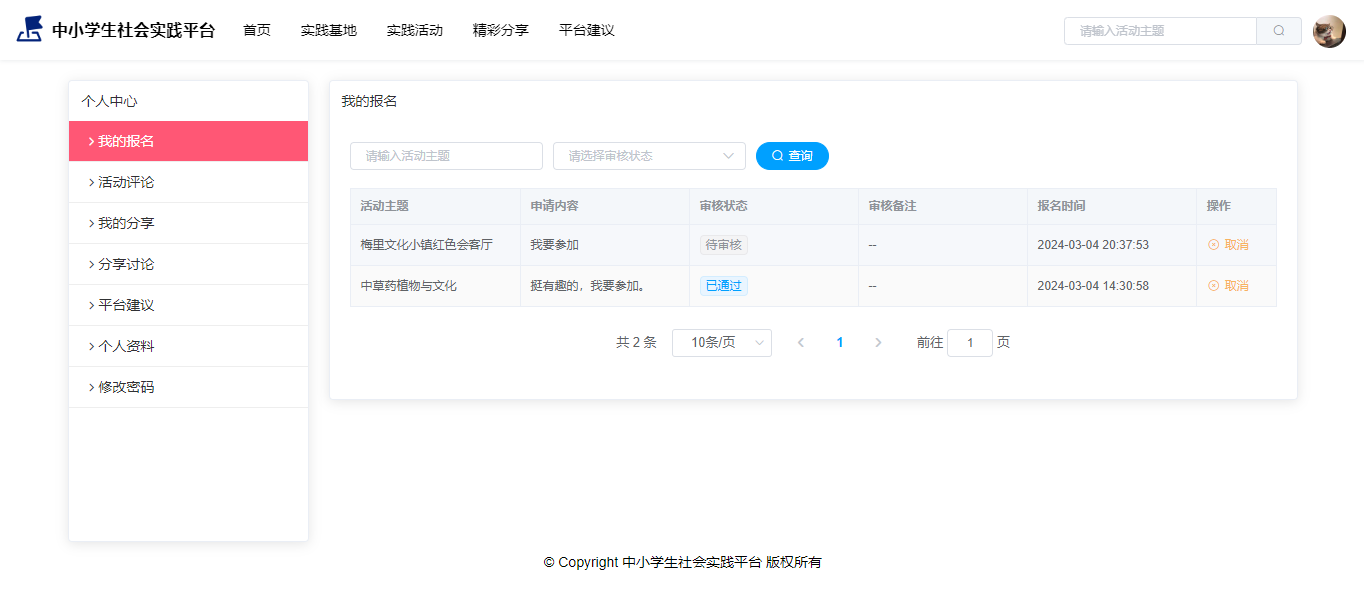 中小学生社会实践平台 首页 实践基地 实践活动 精彩分享 平台建议 请输入活动主题
个人中心
我的报名
活动评论
我的分享
分享讨论
平台建议
个人资料
修改密码
我的报名
请输入活动主题 请选择审核状态 查询
活动主题 申请内容 审核状态 审核备注 报名时间 操作
梅里文化小镇红色会客厅 我要参加 待审核 -- 2024-03-04 20:37:53 取消
中草药植物与文化 挺有趣的，我要参加。 已通过 -- 2024-03-04 14:30:58 取消
共 2 条 10条/页 1 前往 1 页
© Copyright 中小学生社会实践平台 版权所有